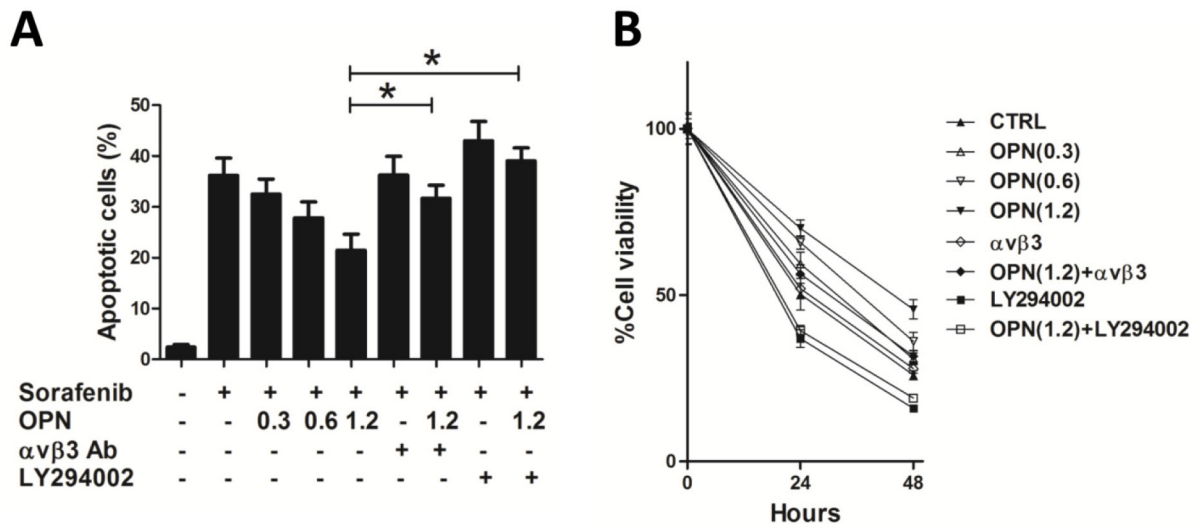 A
* 
*
50
40
30
20
10
0
Apoptotic cells (%)
Sorafenib - + + + + + + + +
OPN - - 0.3 0.6 1.2 - 1.2 - 1.2
αvβ3 Ab - - - - - + + - -
LY294002 - - - - - - - + +
B
100
50
0
%Cell viability
0 24 48
Hours
CTRL
OPN(0.3)
OPN(0.6)
OPN(1.2)
αvβ3
OPN(1.2)+αvβ3
LY294002
OPN(1.2)+LY294002